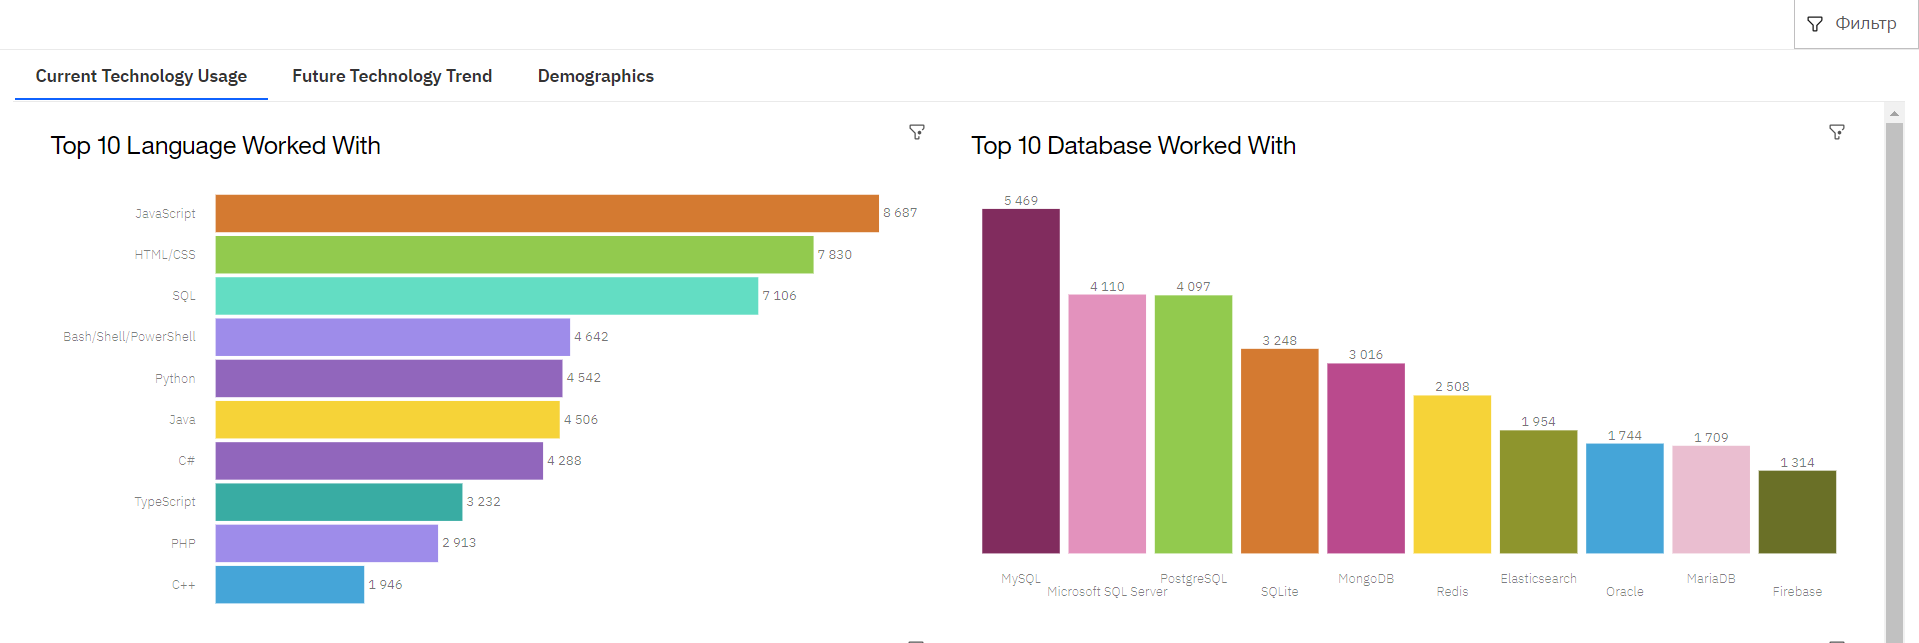 Фильтр
Current Technology Usage Future Technology Trend Demographics
Top 10 Language Worked With
JavaScript 8 687
HTML/CSS 7 830
SQL 7 106
Bash/Shell/PowerShell 4 642
Python 4 542
Java 4 506
C# 4 288
TypeScript 3 232
PHP 2 913
C++ 1 946
Top 10 Database Worked With
5 469
4 110
4 097
3 248
3 016
2 508
1 954
1 744
1 709
1 314
MySQL
Microsoft SQL Server
PostgreSQL
SQLite
MongoDB
Redis
Elasticsearch
Oracle
MariaDB
Firebase